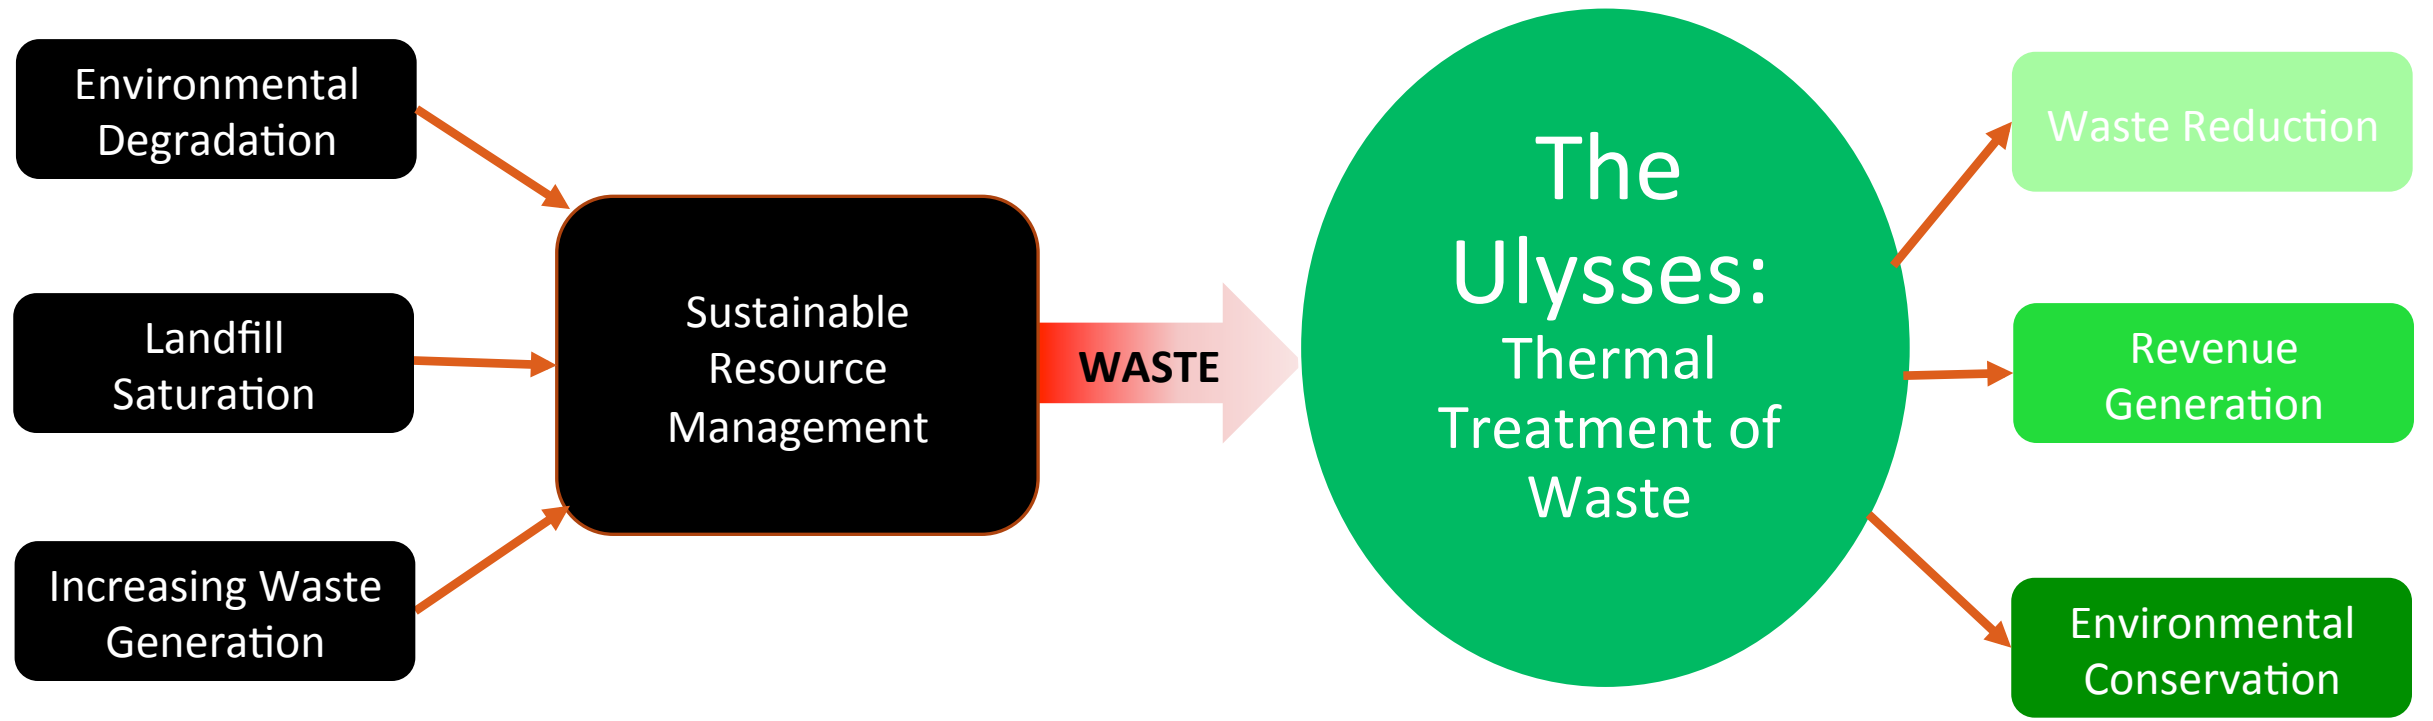 Environmental
Degradation
Landfill
Saturation
Increasing Waste
Generation
Sustainable
Resource
Management
WASTE
The
Ulysses:
Thermal
Treatment of
Waste
Waste Reduction
Revenue
Generation
Environmental
Conservation